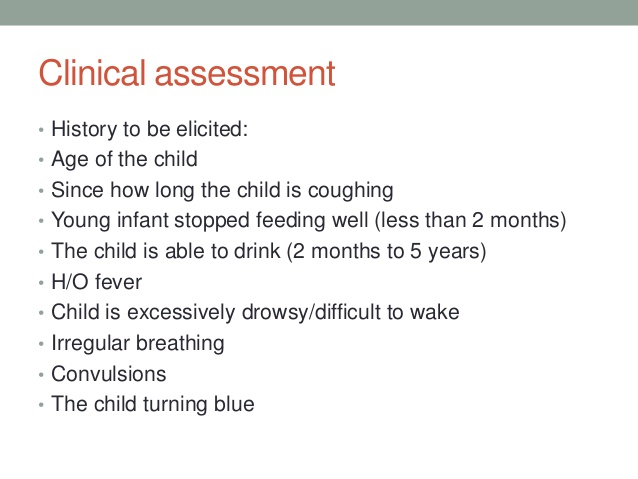 Clinical assessment
• History to be elicited:
• Age of the child
• Since how long the child is coughing
• Young infant stopped feeding well (less than 2 months)
• The child is able to drink (2 months to 5 years)
• H/O fever
• Child is excessively drowsy/difficult to wake
• Irregular breathing
• Convulsions
• The child turning blue